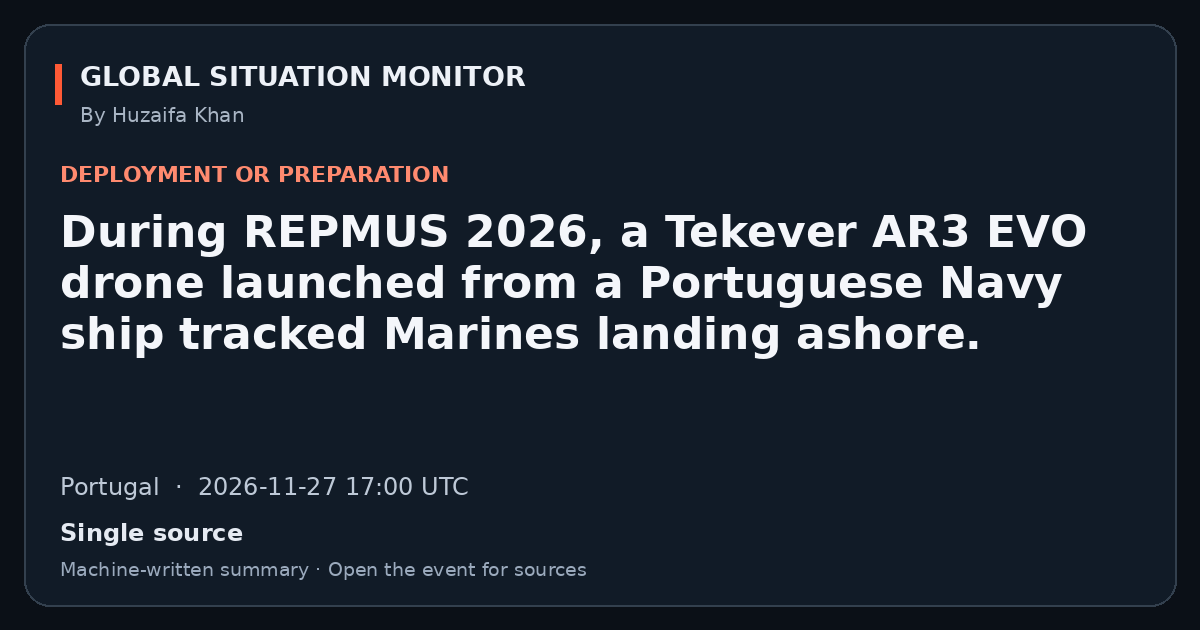 GLOBAL SITUATION MONITOR
By Huzaifa Khan
DEPLOYMENT OR PREPARATION
During REPMUS 2026, a Tekever AR3 EVO
drone launched from a Portuguese Navy
ship tracked Marines landing ashore.
Portugal · 2026-11-27 17:00 UTC
Single source
Machine-written summary · Open the event for sources